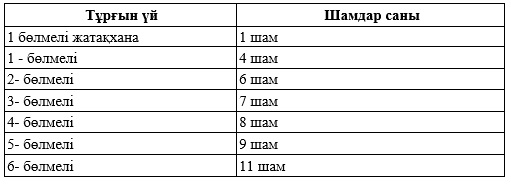 Тұрғын үй	Шамдар саны
1 бөлмелі жатақхана	1 шам
1 - бөлмелі	4 шам
2- бөлмелі	6 шам
3- бөлмелі	7 шам
4- бөлмелі	8 шам
5- бөлмелі	9 шам
6- бөлмелі	11 шам